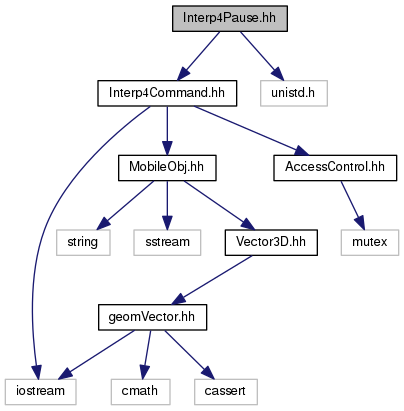 Interp4Pause.hh
Interp4Command.hh
unistd.h
MobileObj.hh
AccessControl.hh
string
sstream
Vector3D.hh
mutex
geomVector.hh
iostream
cmath
cassert